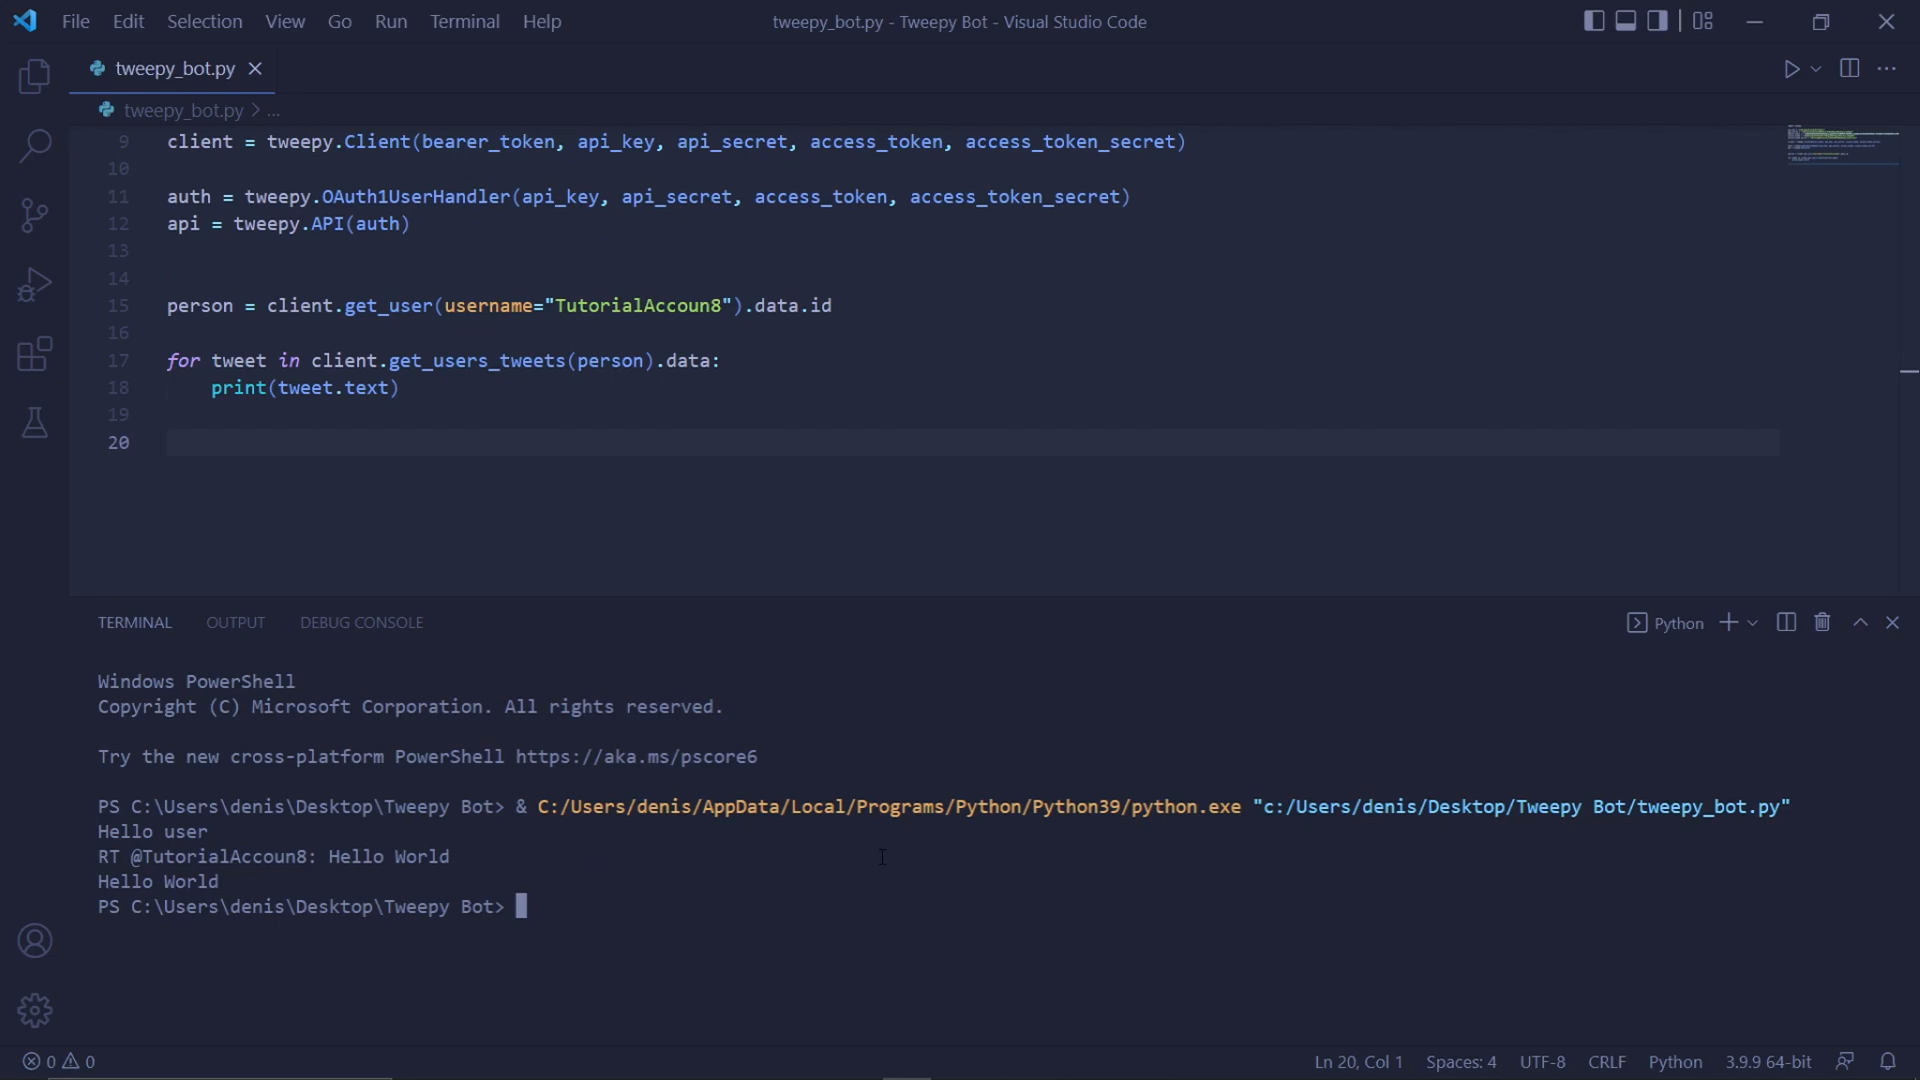 File Edit Selection View Go Run Terminal Help tweepy_bot.py - Tweepy Bot - Visual Studio Code
tweepy_bot.py
tweepy_bot.py > ...
9 client = tweepy.Client(bearer_token, api_key, api_secret, access_token, access_token_secret)
10
11 auth = tweepy.OAuth1UserHandler(api_key, api_secret, access_token, access_token_secret)
12 api = tweepy.API(auth)
13
14
15 person = client.get_user(username="TutorialAccoun8").data.id
16
17 for tweet in client.get_users_tweets(person).data:
18 print(tweet.text)
19
20
TERMINAL OUTPUT DEBUG CONSOLE Python
Windows PowerShell
Copyright (C) Microsoft Corporation. All rights reserved.
Try the new cross-platform PowerShell https://aka.ms/pscore6
PS C:\Users\denis\Desktop\Tweepy Bot> & C:/Users/denis/AppData/Local/Programs/Python/Python39/python.exe "c:/Users/denis/Desktop/Tweepy Bot/tweepy_bot.py"
Hello user
RT @TutorialAccoun8: Hello World
Hello World
PS C:\Users\denis\Desktop\Tweepy Bot>
0 0 Ln 20, Col 1 Spaces: 4 UTF-8 CRLF Python 3.9.9 64-bit